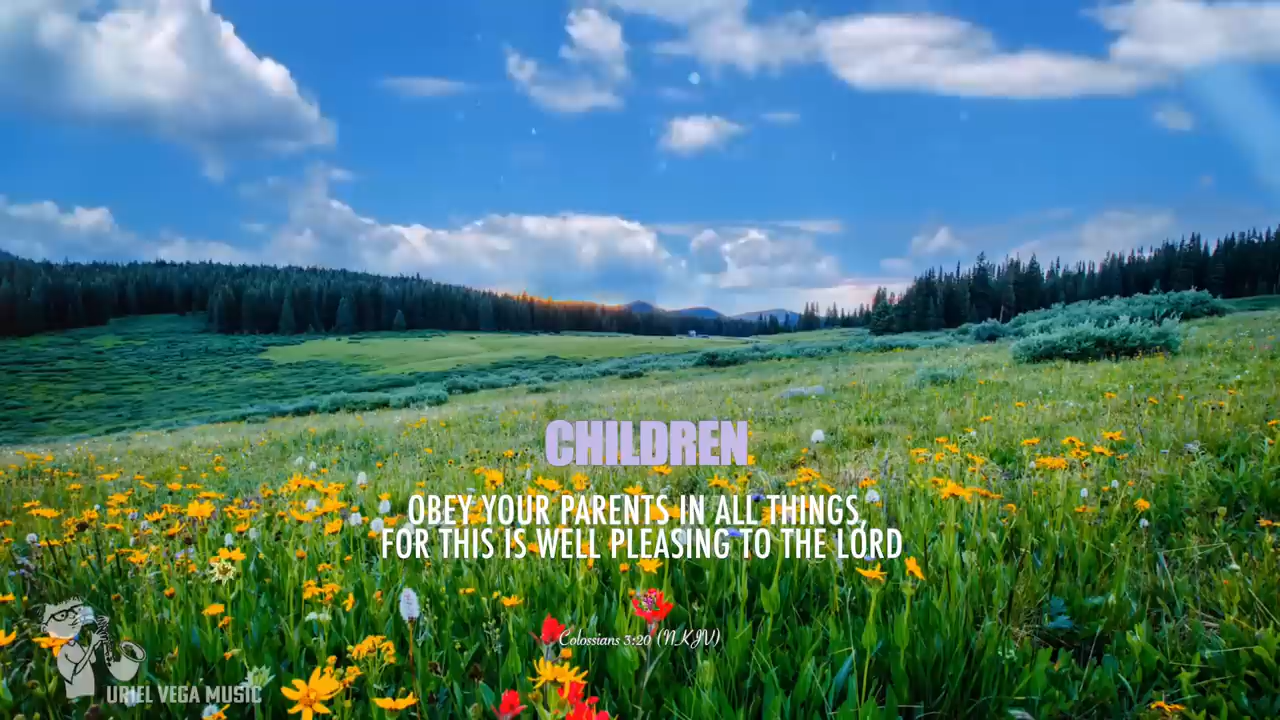 CHILDREN
OBEY YOUR PARENTS IN ALL THINGS,
FOR THIS IS WELL PLEASING TO THE LORD
Colossians 3:20 (NKJV)
URIEL VEGA MUSIC